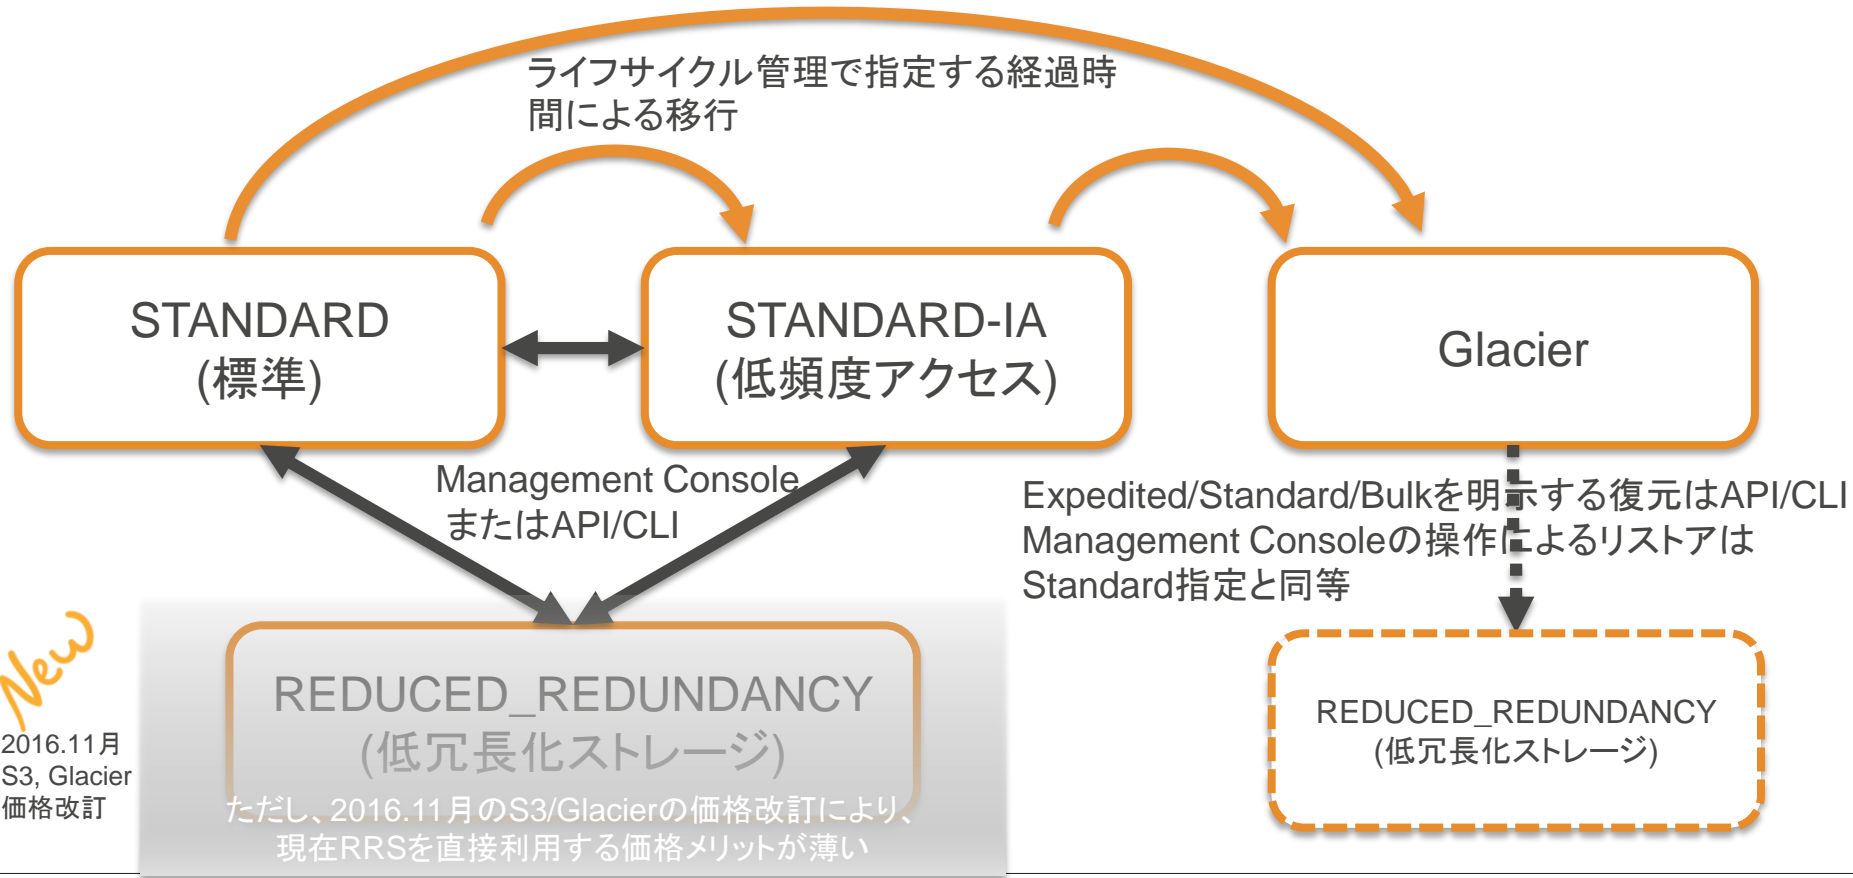 ライフサイクル管理で指定する経過時
間による移行
STANDARD
(標準)
STANDARD-IA
(低頻度アクセス)
Glacier
Management Console
またはAPI/CLI
Expedited/Standard/Bulkを明示する復元はAPI/CLI
Management Consoleの操作によるリストアは
Standard指定と同等
New
2016.11月
S3, Glacier
価格改訂
REDUCED_REDUNDANCY
(低冗長化ストレージ)
ただし、2016.11月のS3/Glacierの価格改訂により、
現在RRSを直接利用する価格メリットが薄い
REDUCED_REDUNDANCY
(低冗長化ストレージ)